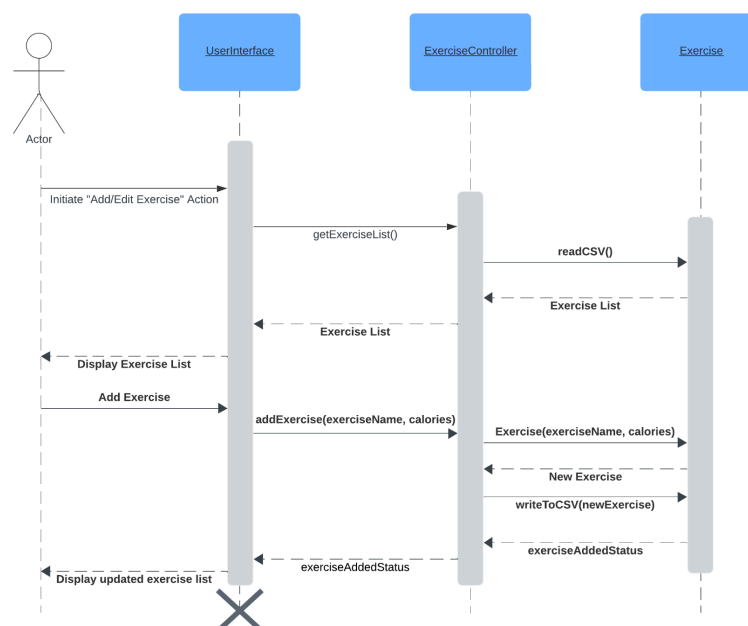 UserInterface
ExerciseController
Exercise
Actor
Initiate "Add/Edit Exercise" Action
getExerciseList()
readCSV()
Exercise List
Exercise List
Display Exercise List
Add Exercise
addExercise(exerciseName, calories)
Exercise(exerciseName, calories)
New Exercise
writeToCSV(newExercise)
exerciseAddedStatus
exerciseAddedStatus
Display updated exercise list